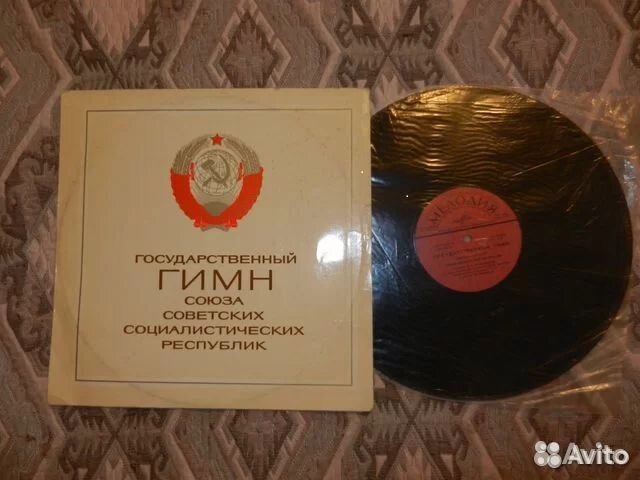 ГОСУДАРСТВЕННЫЙ
ГИМН
СОЮЗА
СОВЕТСКИХ
СОЦИАЛИСТИЧЕСКИХ
РЕСПУБЛИК
МЕЛОДИЯ
Avito